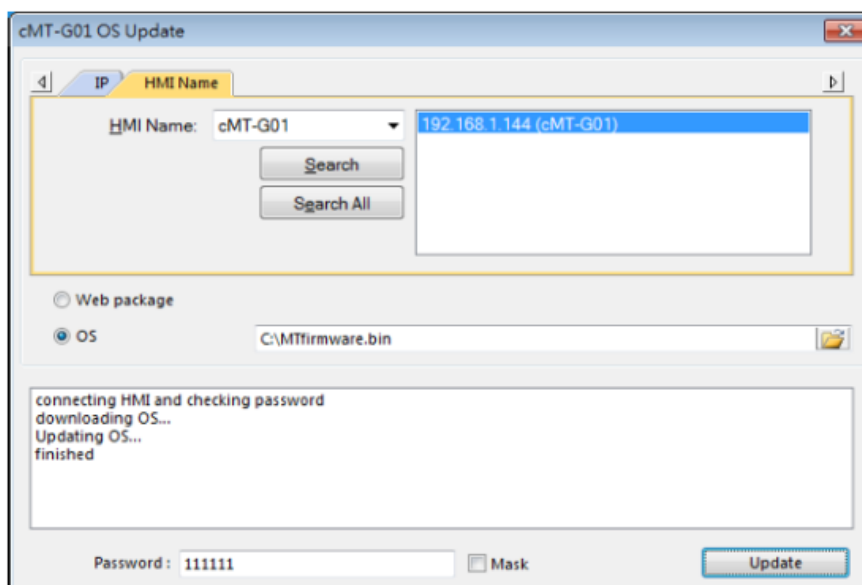 cMT-G01 OS Update
IP
HMI Name
HMI Name: cMT-G01
192.168.1.144 (cMT-G01)
Search
Search All
Web package
OS C:\MTfirmware.bin
connecting HMI and checking password
downloading OS...
Updating OS...
finished
Password : 111111 Mask Update